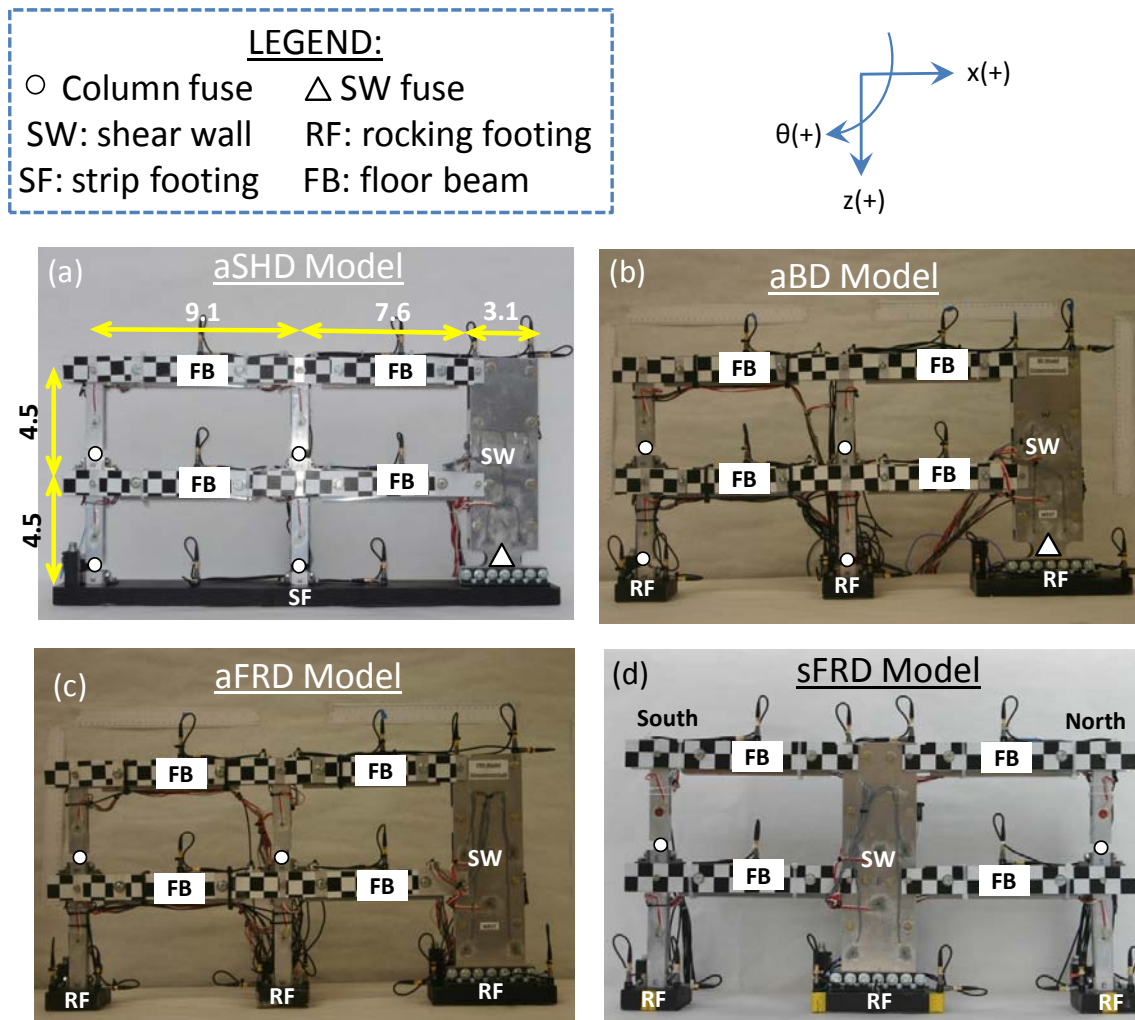 LEGEND:
○ Column fuse △ SW fuse
SW: shear wall RF: rocking footing
SF: strip footing FB: floor beam
x(+)
θ(+)
z(+)
(a)
aSHD Model
9.1
7.6
3.1
FB
FB
4.5
SW
FB
FB
4.5
SF
(b)
aBD Model
FB
FB
SW
FB
FB
RF
RF
RF
(c)
aFRD Model
FB
FB
SW
FB
FB
RF
RF
RF
(d)
sFRD Model
South
North
FB
FB
SW
FB
FB
RF
RF
RF